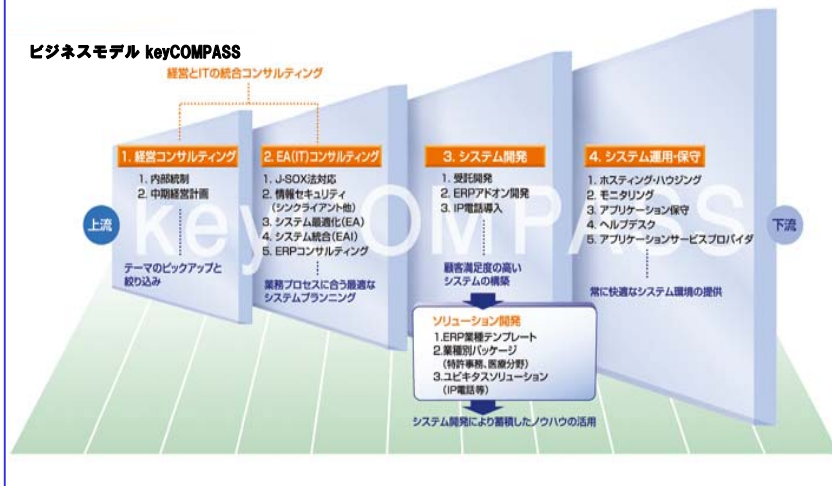 ビジネスモデル keyCOMPASS
経営とITの統合コンサルティング
1. 経営コンサルティング
1. 内部統制
2. 中期経営計画
テーマのピックアップと
絞り込み
2. EA(IT)コンサルティング
1. J-SOX法対応
2. 情報セキュリティ
(シンクライアント他)
3. システム最適化(EA)
4. システム統合(EAI)
5. ERPコンサルティング
業務プロセスに合う最適な
システムプランニング
3. システム開発
1. 受託開発
2. ERPアドオン開発
3. IP電話導入
顧客満足度の高い
システムの構築
ソリューション開発
1.ERP業種テンプレート
2.業種別パッケージ
(特許事務、医療分野)
3.ユビキタスソリューション
(IP電話等)
システム開発により蓄積したノウハウの活用
4. システム運用・保守
1. ホスティング・ハウジング
2. モニタリング
3. アプリケーション保守
4. ヘルプデスク
5. アプリケーションサービスプロバイダ
常に快適なシステム環境の提供
上流
下流
keyCOMPASS